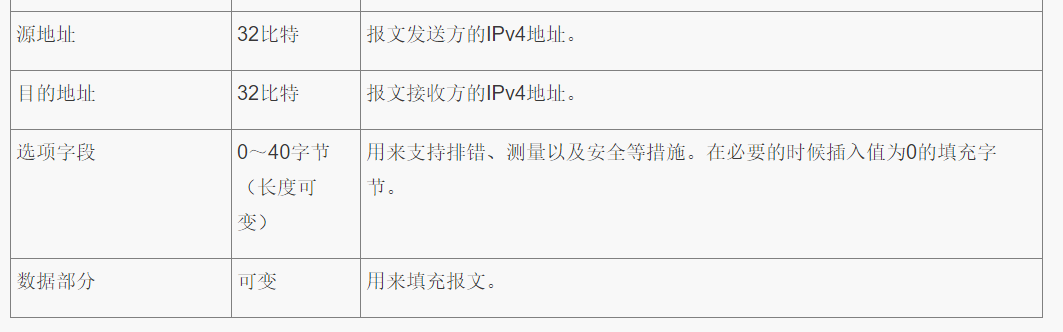 源地址 32比特 报文发送方的IPv4地址。
目的地址 32比特 报文接收方的IPv4地址。
选项字段 0～40字节 用来支持排错、测量以及安全等措施。在必要的时候插入值为0的填充字
（长度可 节。
变）
数据部分 可变 用来填充报文。